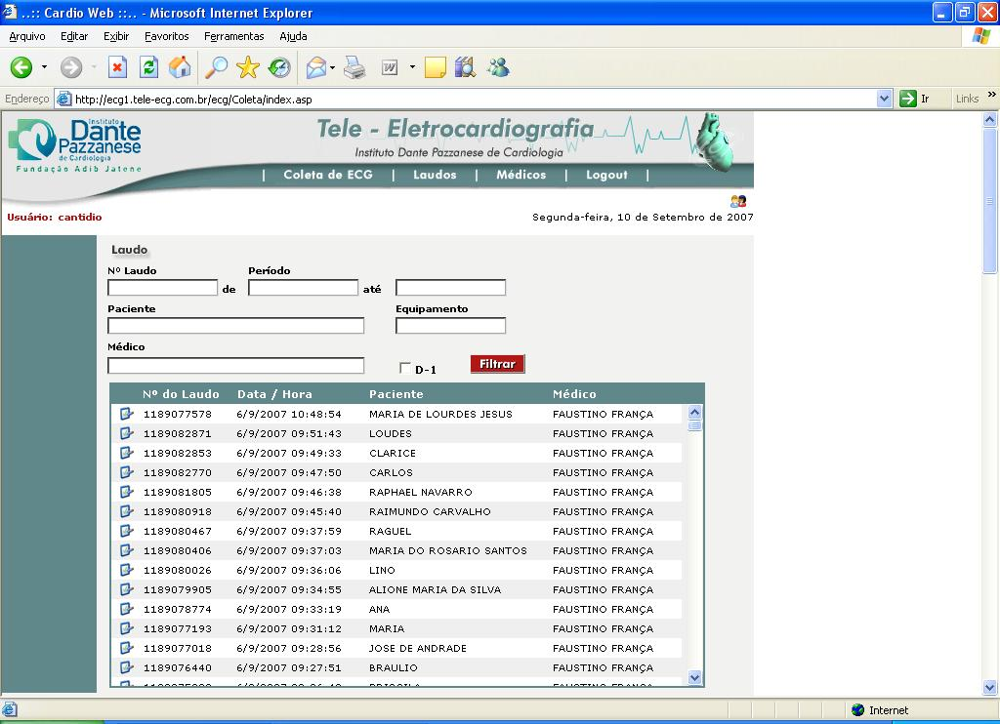 ..:: Cardio Web ::.. - Microsoft Internet Explorer
Arquivo Editar Exibir Favoritos Ferramentas Ajuda
Endereço http://ecg1.tele-ecg.com.br/ecg/Coleta/index.asp Ir Links »
Instituto
Dante
Pazzanese
de Cardiologia
Fundação Adib Jatene
Tele - Eletrocardiografia
Instituto Dante Pazzanese de Cardiologia
| Coleta de ECG | Laudos | Médicos | Logout |
Usuário: cantidio Segunda-feira, 10 de Setembro de 2007
Laudo
Nº Laudo Período
de até
Paciente Equipamento
Médico
D-1 Filtrar
Nº do Laudo Data / Hora Paciente Médico
1189077578 6/9/2007 10:48:54 MARIA DE LOURDES JESUS FAUSTINO FRANÇA
1189082871 6/9/2007 09:51:43 LOUDES FAUSTINO FRANÇA
1189082853 6/9/2007 09:49:33 CLARICE FAUSTINO FRANÇA
1189082770 6/9/2007 09:47:50 CARLOS FAUSTINO FRANÇA
1189081805 6/9/2007 09:46:38 RAPHAEL NAVARRO FAUSTINO FRANÇA
1189080918 6/9/2007 09:45:40 RAIMUNDO CARVALHO FAUSTINO FRANÇA
1189080467 6/9/2007 09:37:59 RAGUEL FAUSTINO FRANÇA
1189080406 6/9/2007 09:37:03 MARIA DO ROSARIO SANTOS FAUSTINO FRANÇA
1189080026 6/9/2007 09:36:06 LINO FAUSTINO FRANÇA
1189079905 6/9/2007 09:34:55 ALIONE MARIA DA SILVA FAUSTINO FRANÇA
1189078774 6/9/2007 09:33:19 ANA FAUSTINO FRANÇA
1189077193 6/9/2007 09:31:12 MARIA FAUSTINO FRANÇA
1189077018 6/9/2007 09:28:56 JOSE DE ANDRADE FAUSTINO FRANÇA
1189076440 6/9/2007 09:27:51 BRAULIO FAUSTINO FRANÇA
FAUSTINO FRANÇA
Internet